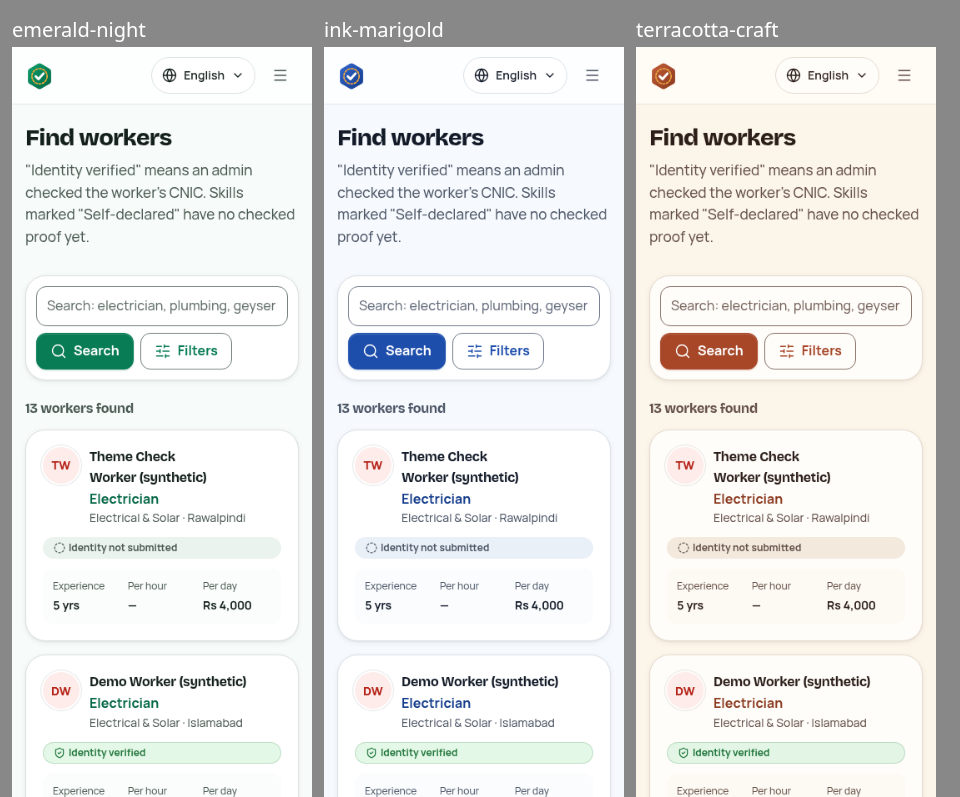 emerald-night
English
Find workers
"Identity verified" means an admin
checked the worker's CNIC. Skills
marked "Self-declared" have no checked
proof yet.
Search: electrician, plumbing, geyser
Search
Filters
13 workers found
TW
Theme Check
Worker (synthetic)
Electrician
Electrical & Solar · Rawalpindi
Identity not submitted
Experience Per hour Per day
5 yrs – Rs 4,000
DW
Demo Worker (synthetic)
Electrician
Electrical & Solar · Islamabad
Identity verified
Experience Per hour Per day
ink-marigold
English
Find workers
"Identity verified" means an admin
checked the worker's CNIC. Skills
marked "Self-declared" have no checked
proof yet.
Search: electrician, plumbing, geyser
Search
Filters
13 workers found
TW
Theme Check
Worker (synthetic)
Electrician
Electrical & Solar · Rawalpindi
Identity not submitted
Experience Per hour Per day
5 yrs – Rs 4,000
DW
Demo Worker (synthetic)
Electrician
Electrical & Solar · Islamabad
Identity verified
Experience Per hour Per day
terracotta-craft
English
Find workers
"Identity verified" means an admin
checked the worker's CNIC. Skills
marked "Self-declared" have no checked
proof yet.
Search: electrician, plumbing, geyser
Search
Filters
13 workers found
TW
Theme Check
Worker (synthetic)
Electrician
Electrical & Solar · Rawalpindi
Identity not submitted
Experience Per hour Per day
5 yrs – Rs 4,000
DW
Demo Worker (synthetic)
Electrician
Electrical & Solar · Islamabad
Identity verified
Experience Per hour Per day